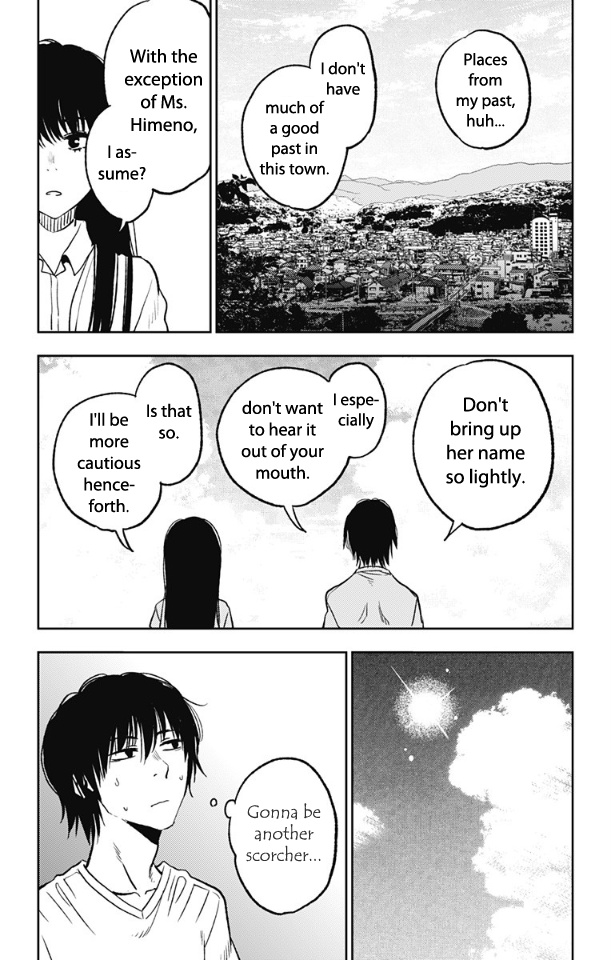 Places
from
my past,
huh...
I don't
have
much of
a good
past in
this town.
With the
exception
of Ms.
Himeno,
I as-
sume?
Don't
bring up
her name
so lightly.
I espe-
cially
don't want
to hear it
out of your
mouth.
Is that
so.
I'll be
more
cautious
hence-
forth.
Gonna be
another
scorcher...